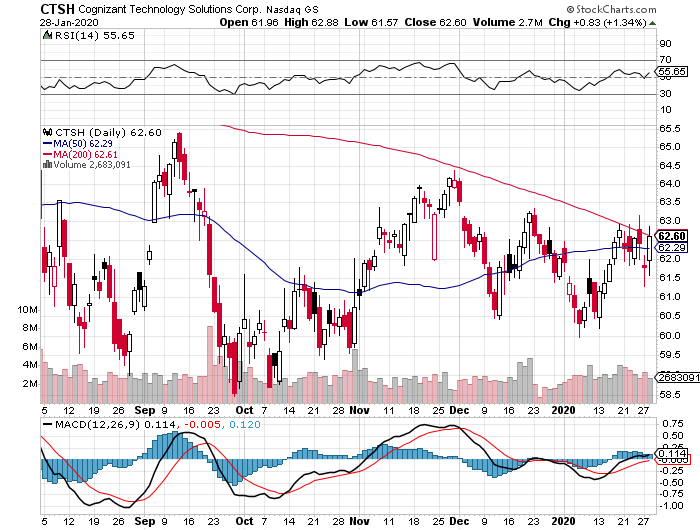 CTSH Cognizant Technology Solutions Corp. Nasdaq GS © StockCharts.com
28-Jan-2020 Open 61.96 High 62.88 Low 61.57 Close 62.60 Volume 2.7M Chg +0.83 (+1.34%)
RSI(14) 55.65
90
70
55.65
50
30
10
CTSH (Daily) 62.60
MA(50) 62.29
MA(200) 62.61
Volume 2,683,091
65.5
65.0
64.5
64.0
63.5
63.0
62.60
62.29
62.0
61.5
61.0
60.5
60.0
59.5
58.5
10M
8M
6M
4M
2M
2683091
5 12 19 26 Sep 9 16 23 Oct 7 14 21 28 Nov 11 18 25 Dec 9 16 23 2020 13 21 27
MACD(12,26,9) 0.114, -0.005, 0.120
0.75
0.50
0.25
0.114
-0.005
-0.25
-0.50
-0.75
-1.00
5 12 19 26 Sep 9 16 23 Oct 7 14 21 28 Nov 11 18 25 Dec 9 16 23 2020 13 21 27